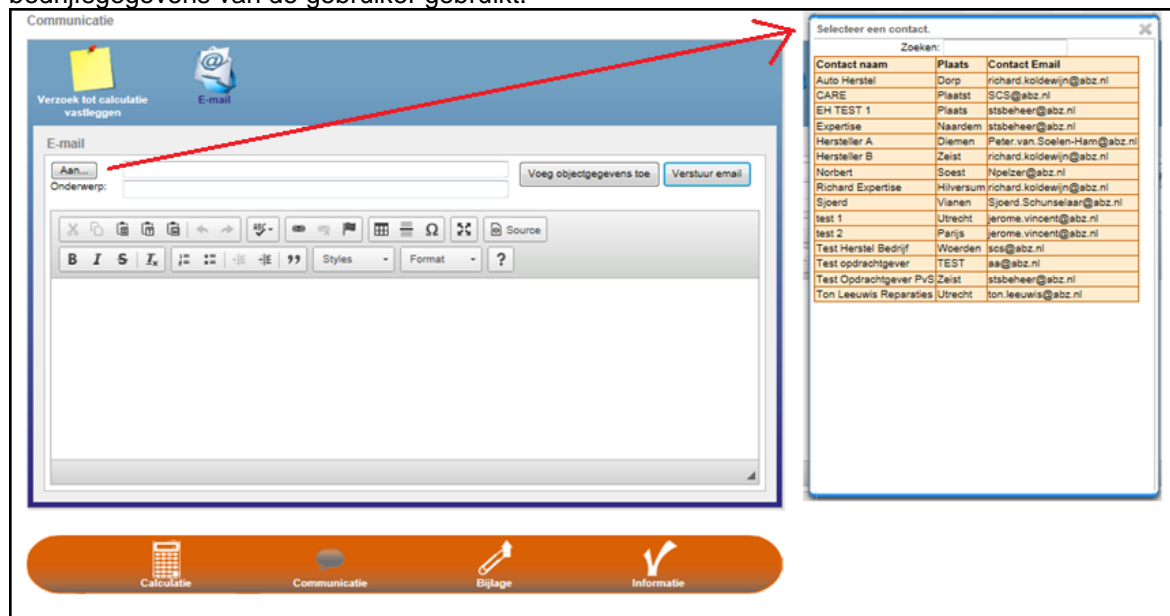 bedrijfsgegevens van de gebruiker gebruikt.
Communicatie
Verzoek tot calculatie
vastleggen
E-mail
E-mail
Aan...
Onderwerp:
Voeg objectgegevens toe
Verstuur email
Source
Styles
Format
Selecteer een contact.
Zoeken:
Contact naam Plaats Contact Email
Auto Herstel Dorp richard.koldewijn@abz.nl
CARE Plaatst SCS@abz.nl
EH TEST 1 Plaats stsbeheer@abz.nl
Expertise Naardem stsbeheer@abz.nl
Hersteller A Diemen Peter.van.Soelen-Ham@abz.nl
Hersteller B Zeist richard.koldewijn@abz.nl
Norbert Soest Npelzer@abz.nl
Richard Expertise Hilversum richard.koldewijn@abz.nl
Sjoerd Vianen Sjoerd.Schunselaar@abz.nl
test 1 Utrecht jerome.vincent@abz.nl
test 2 Parijs jerome.vincent@abz.nl
Test Herstel Bedrijf Woerden scs@abz.nl
Test opdrachtgever TEST aa@abz.nl
Test Opdrachtgever PvS Zeist stsbeheer@abz.nl
Ton Leeuwis Reparaties Utrecht ton.leeuwis@abz.nl
Calculatie
Communicatie
Bijlage
Informatie